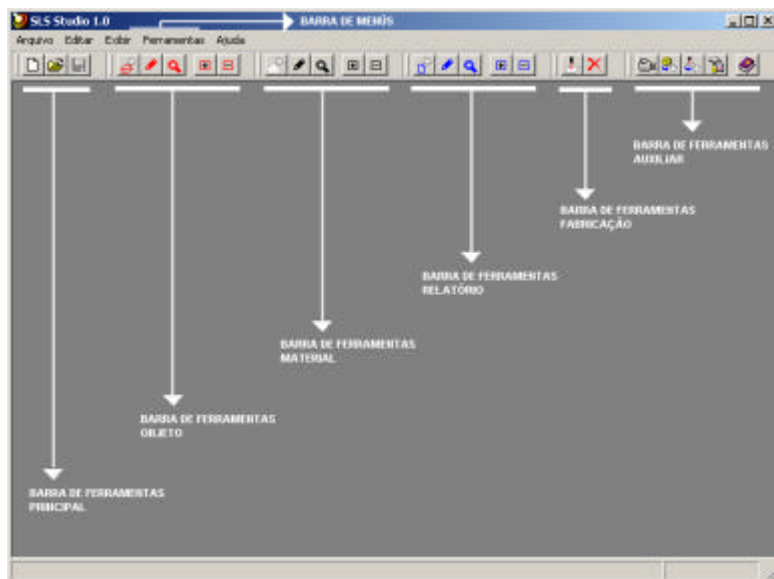 SLS Studio 1.0
BARRA DE MENÚS
Arquivo Editar Exibir Ferramentas Ajuda
BARRA DE FERRAMENTAS
AUXILIAR
BARRA DE FERRAMENTAS
FABRICAÇÃO
BARRA DE FERRAMENTAS
RELATÓRIO
BARRA DE FERRAMENTAS
MATERIAL
BARRA DE FERRAMENTAS
OBJETO
BARRA DE FERRAMENTAS
PRINCIPAL